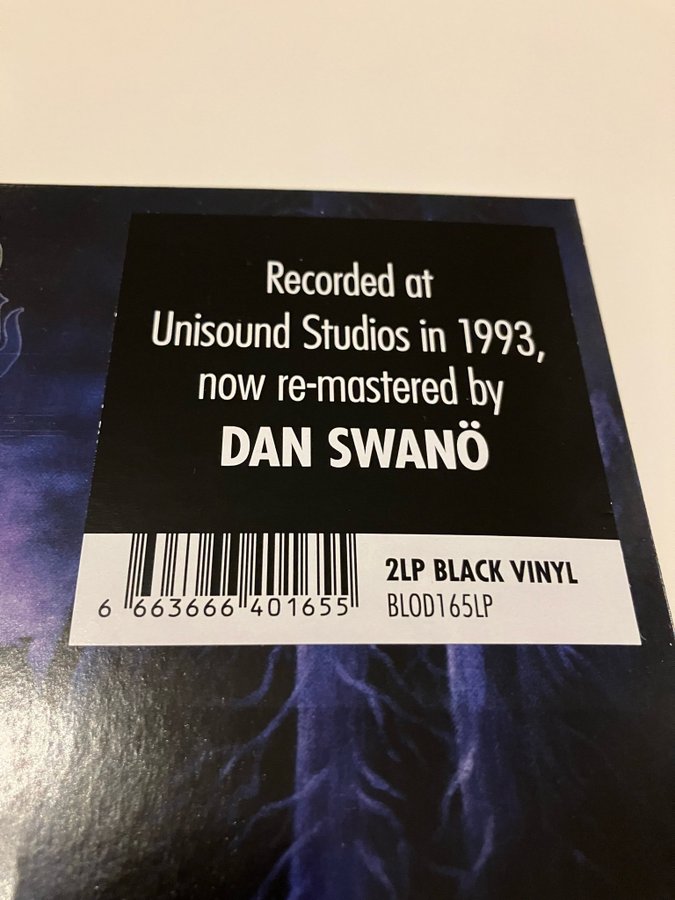 Recorded at
Unisound Studios in 1993,
now re-mastered by
DAN SWANÖ
2LP BLACK VINYL
BLOD165LP
6 663666 401655